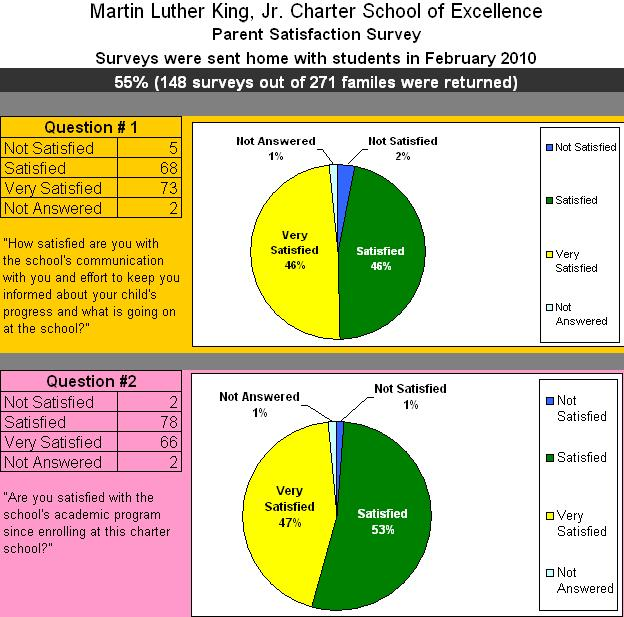 Martin Luther King, Jr. Charter School of Excellence
Parent Satisfaction Survey
Surveys were sent home with students in February 2010
55% (148 surveys out of 271 familes were returned)
Question # 1
Not Satisfied 5
Satisfied 68
Very Satisfied 73
Not Answered 2
"How satisfied are you with
the school's communication
with you and effort to keep you
informed about your child's
progress and what is going on
at the school?"
Not Answered
1%
Not Satisfied
2%
Very
Satisfied
46%
Satisfied
46%
Not Satisfied
Satisfied
Very
Satisfied
Not
Answered
Question #2
Not Satisfied 2
Satisfied 78
Very Satisfied 66
Not Answered 2
"Are you satisfied with the
school's academic program
since enrolling at this charter
school?"
Not Answered
1%
Not Satisfied
1%
Very
Satisfied
47%
Satisfied
53%
Not
Satisfied
Satisfied
Very
Satisfied
Not
Answered